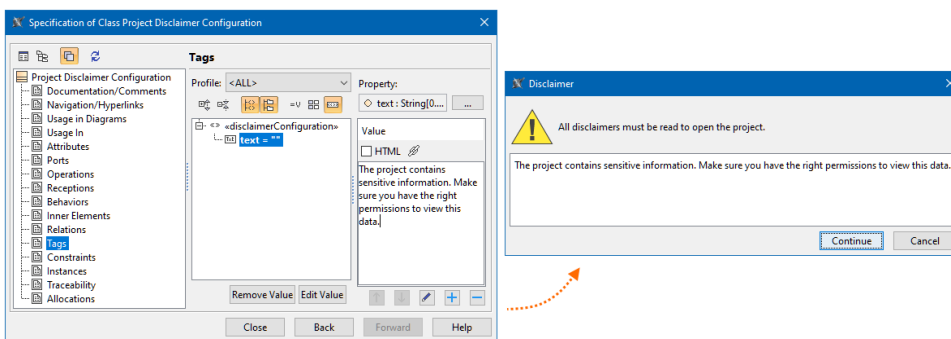 Specification of Class Project Disclaimer Configuration
Tags
Project Disclaimer Configuration
Documentation/Comments
Navigation/Hyperlinks
Usage in Diagrams
Usage In
Attributes
Ports
Operations
Receptions
Behaviors
Inner Elements
Relations
Tags
Constraints
Instances
Traceability
Allocations
Profile: <ALL>
«disclaimerConfiguration»
text = ""
Remove Value Edit Value
Property:
text : String[0.... ...
Value
HTML
The project contains
sensitive information. Make
sure you have the right
permissions to view this
data.
Close Back Forward Help
Disclaimer
All disclaimers must be read to open the project.
The project contains sensitive information. Make sure you have the right permissions to view this data.
Continue Cancel